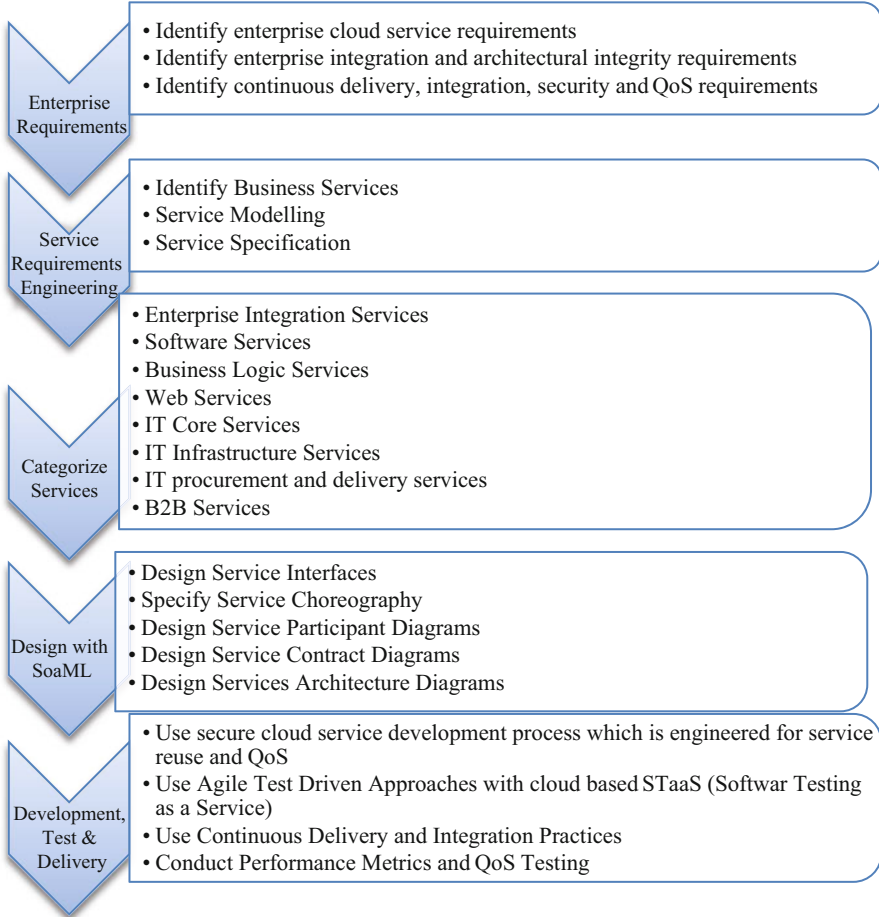 Enterprise
Requirements
• Identify enterprise cloud service requirements
• Identify enterprise integration and architectural integrity requirements
• Identify continuous delivery, integration, security and QoS requirements
Service
Requirements
Engineering
• Identify Business Services
• Service Modelling
• Service Specification
Categorize
Services
• Enterprise Integration Services
• Software Services
• Business Logic Services
• Web Services
• IT Core Services
• IT Infrastructure Services
• IT procurement and delivery services
• B2B Services
Design with
SoaML
• Design Service Interfaces
• Specify Service Choreography
• Design Service Participant Diagrams
• Design Service Contract Diagrams
• Design Services Architecture Diagrams
Development,
Test &
Delivery
• Use secure cloud service development process which is engineered for service
reuse and QoS
• Use Agile Test Driven Approaches with cloud based STaaS (Softwar Testing
as a Service)
• Use Continuous Delivery and Integration Practices
• Conduct Performance Metrics and QoS Testing